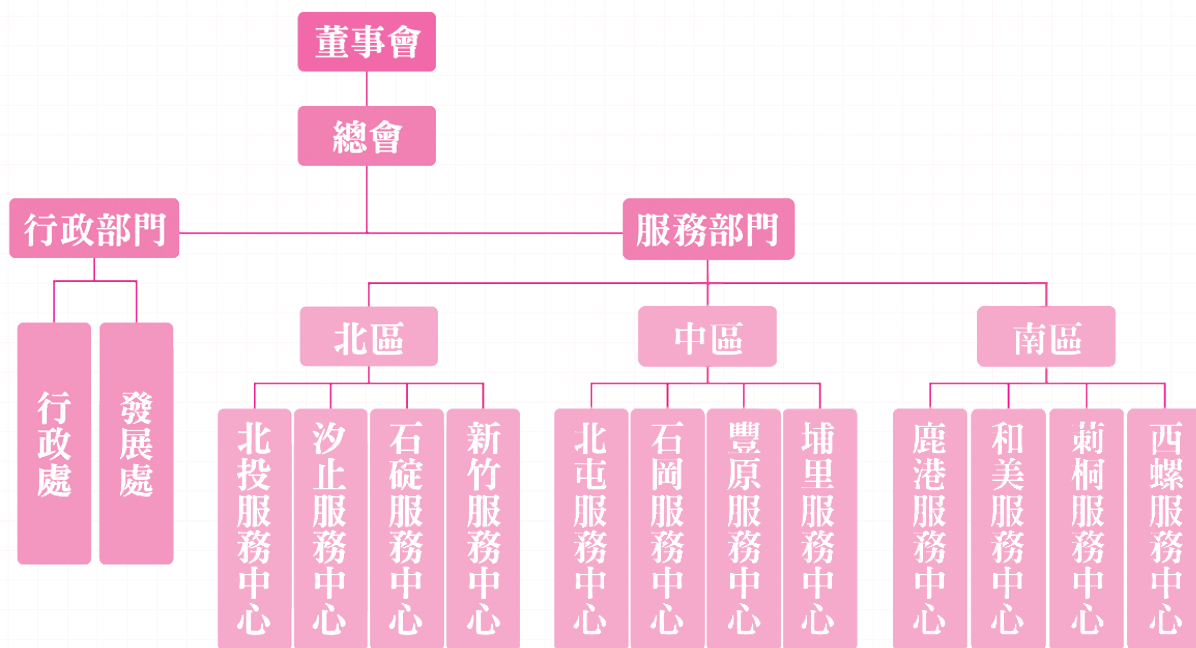 董事會
總會
行政部門
服務部門
行政處
發展處
北區
中區
南區
北投服務中心
汐止服務中心
石碇服務中心
新竹服務中心
北屯服務中心
石岡服務中心
豐原服務中心
埔里服務中心
鹿港服務中心
和美服務中心
莿桐服務中心
西螺服務中心